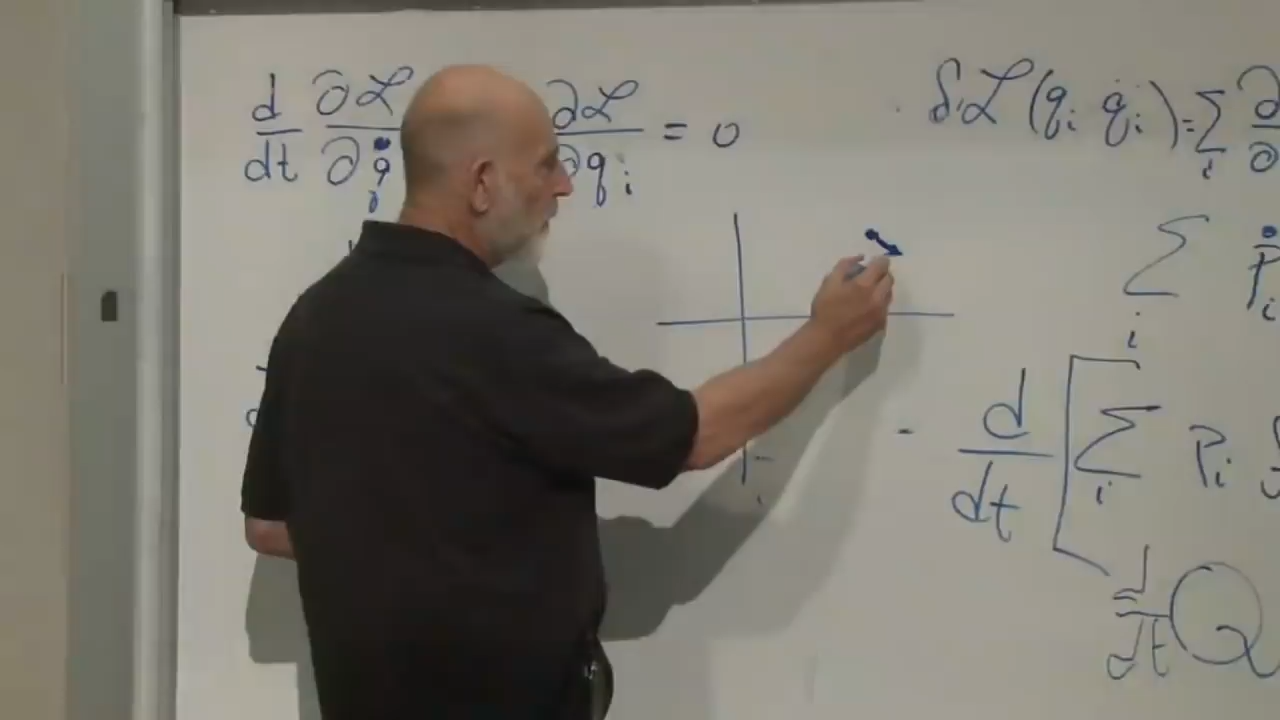 d/dt ∂ℒ/∂q̇ᵢ ∂ℒ/∂qᵢ = 0
δℒ(qᵢ q̇ᵢ) = Σᵢ ∂/∂
Σᵢ Ṗᵢ
- d/dt [Σᵢ Pᵢ
d/dt Q